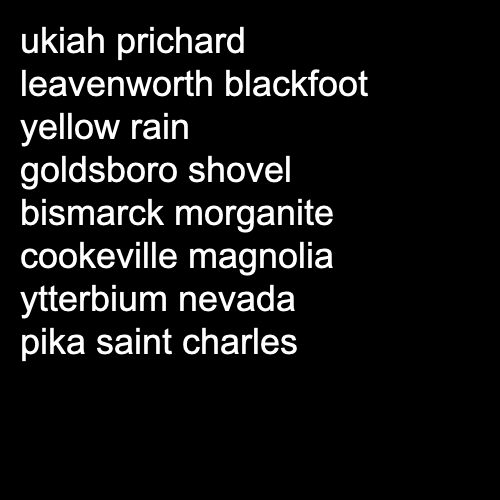 ukiah prichard
leavenworth blackfoot
yellow rain
goldsboro shovel
bismarck morganite
cookeville magnolia
ytterbium nevada
pika saint charles